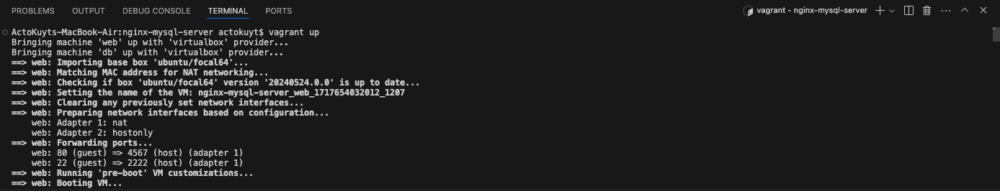 PROBLEMS OUTPUT DEBUG CONSOLE TERMINAL PORTS vagrant - nginx-mysql-server
ActoKuyts-MacBook-Air:nginx-mysql-server actokuyt$ vagrant up
Bringing machine 'web' up with 'virtualbox' provider...
Bringing machine 'db' up with 'virtualbox' provider...
==> web: Importing base box 'ubuntu/focal64'...
==> web: Matching MAC address for NAT networking...
==> web: Checking if box 'ubuntu/focal64' version '20240524.0.0' is up to date...
==> web: Setting the name of the VM: nginx-mysql-server_web_1717654032012_1207
==> web: Clearing any previously set network interfaces...
==> web: Preparing network interfaces based on configuration...
    web: Adapter 1: nat
    web: Adapter 2: hostonly
==> web: Forwarding ports...
    web: 80 (guest) => 4567 (host) (adapter 1)
    web: 22 (guest) => 2222 (host) (adapter 1)
==> web: Running 'pre-boot' VM customizations...
==> web: Booting VM...